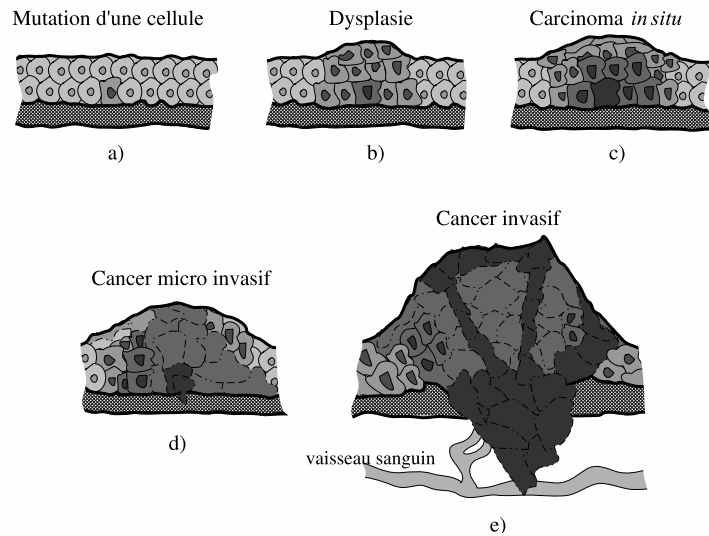 Mutation d'une cellule
Dysplasie
Carcinoma in situ
a)
b)
c)
Cancer micro invasif
Cancer invasif
d)
vaisseau sanguin
e)